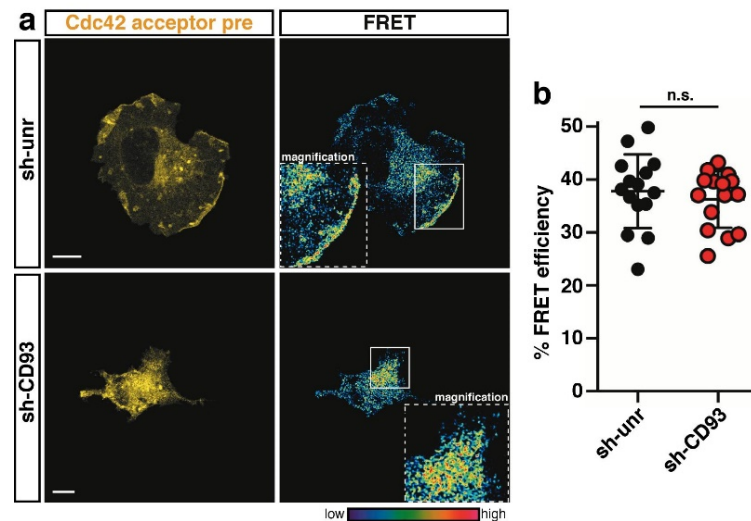 a
Cdc42 acceptor pre
FRET
sh-unr
magnification
sh-CD93
magnification
low
high
b
n.s.
% FRET efficiency
50
40
30
20
10
0
sh-unr
sh-CD93